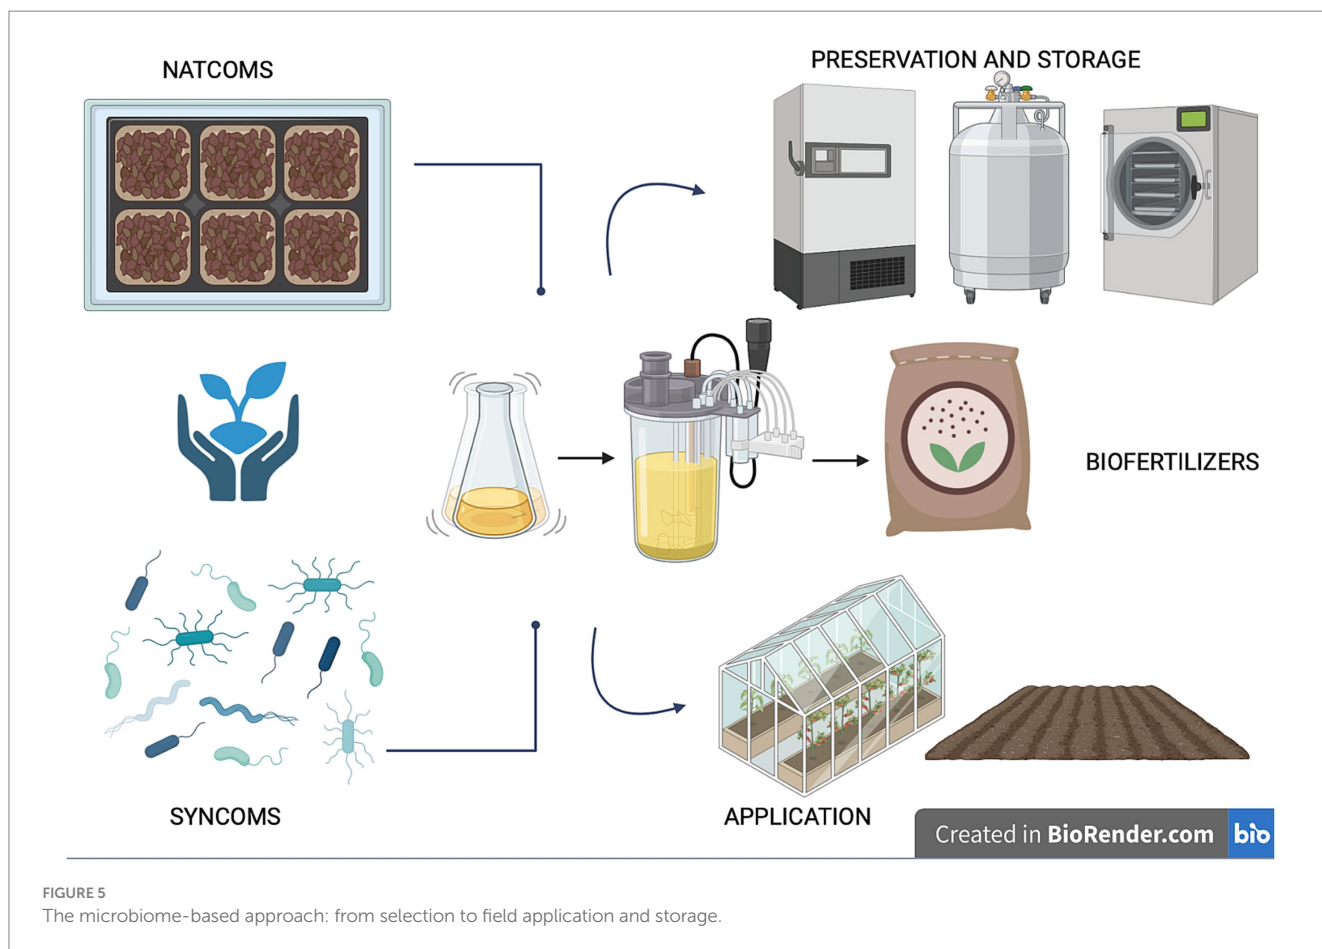 NATCOMS
PRESERVATION AND STORAGE
BIOFERTILIZERS
SYNCOMS
APPLICATION
Created in BioRender.com bio
FIGURE 5
The microbiome-based approach: from selection to field application and storage.